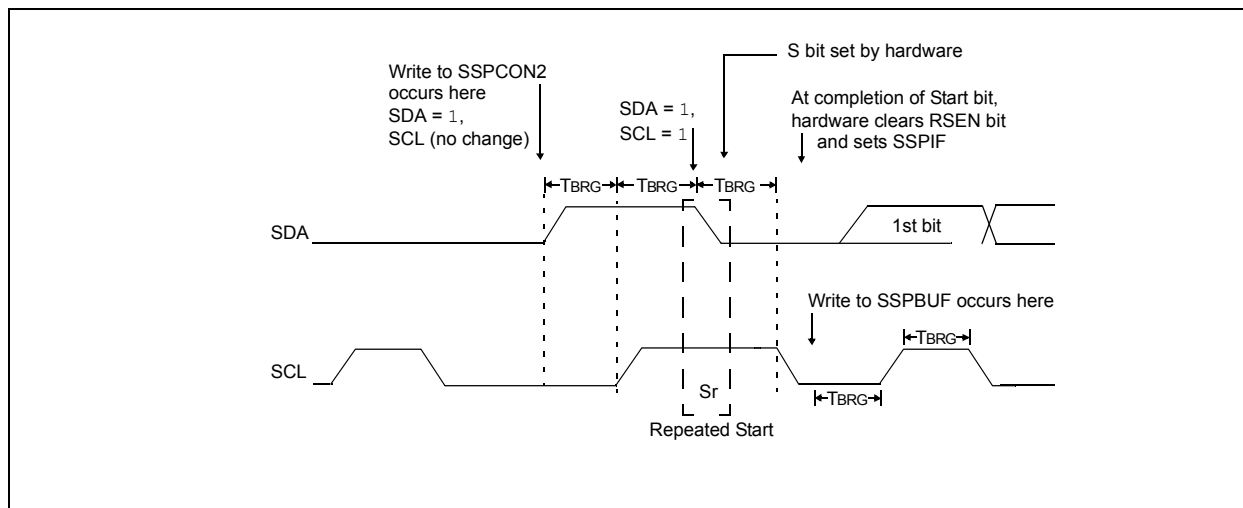 S bit set by hardware
Write to SSPCON2
occurs here
SDA = 1,
SCL (no change)
SDA = 1,
SCL = 1
At completion of Start bit,
hardware clears RSEN bit
and sets SSPIF
TBRG TBRG TBRG
SDA
1st bit
Write to SSPBUF occurs here
TBRG
SCL
Sr
TBRG
Repeated Start